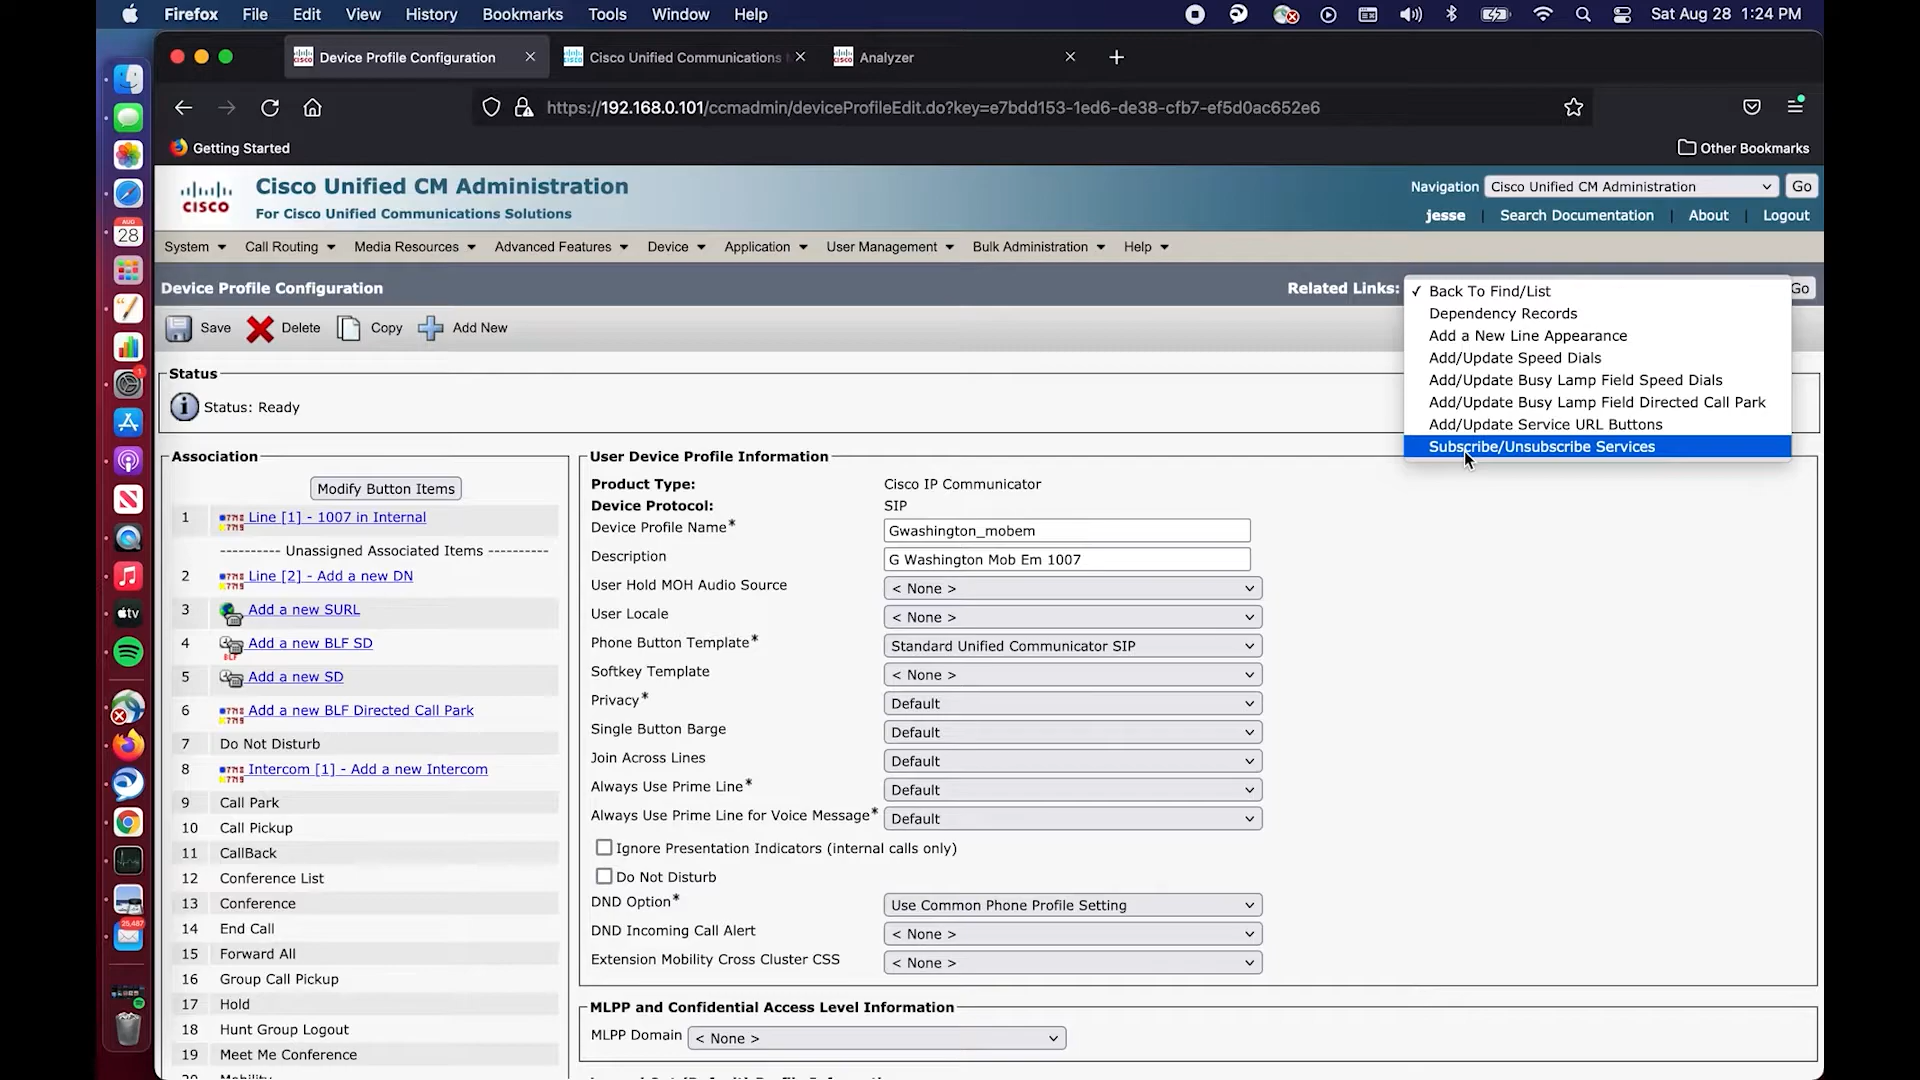 Firefox File Edit View History Bookmarks Tools Window Help Sat Aug 28 1:24 PM
Device Profile Configuration Cisco Unified Communications Analyzer
https://192.168.0.101/ccmadmin/deviceProfileEdit.do?key=e7bdd153-1ed6-de38-cfb7-ef5d0ac652e6
Getting Started Other Bookmarks
CISCO
Cisco Unified CM Administration
For Cisco Unified Communications Solutions
Navigation Cisco Unified CM Administration Go
jesse | Search Documentation | About | Logout
System Call Routing Media Resources Advanced Features Device Application User Management Bulk Administration Help
Device Profile Configuration
Related Links: Go
✓ Back To Find/List
Dependency Records
Add a New Line Appearance
Add/Update Speed Dials
Add/Update Busy Lamp Field Speed Dials
Add/Update Busy Lamp Field Directed Call Park
Add/Update Service URL Buttons
Subscribe/Unsubscribe Services
Save Delete Copy Add New
Status
Status: Ready
Association
Modify Button Items
1 Line [1] - 1007 in Internal
---------- Unassigned Associated Items ----------
2 Line [2] - Add a new DN
3 Add a new SURL
4 Add a new BLF SD
5 Add a new SD
6 Add a new BLF Directed Call Park
7 Do Not Disturb
8 Intercom [1] - Add a new Intercom
9 Call Park
10 Call Pickup
11 CallBack
12 Conference List
13 Conference
14 End Call
15 Forward All
16 Group Call Pickup
17 Hold
18 Hunt Group Logout
19 Meet Me Conference
User Device Profile Information
Product Type: Cisco IP Communicator
Device Protocol: SIP
Device Profile Name* Gwashington_mobem
Description G Washington Mob Em 1007
User Hold MOH Audio Source < None >
User Locale < None >
Phone Button Template* Standard Unified Communicator SIP
Softkey Template < None >
Privacy* Default
Single Button Barge Default
Join Across Lines Default
Always Use Prime Line* Default
Always Use Prime Line for Voice Message* Default
Ignore Presentation Indicators (internal calls only)
Do Not Disturb
DND Option* Use Common Phone Profile Setting
DND Incoming Call Alert < None >
Extension Mobility Cross Cluster CSS < None >
MLPP and Confidential Access Level Information
MLPP Domain < None >
AUG
28
1
tv
25,487